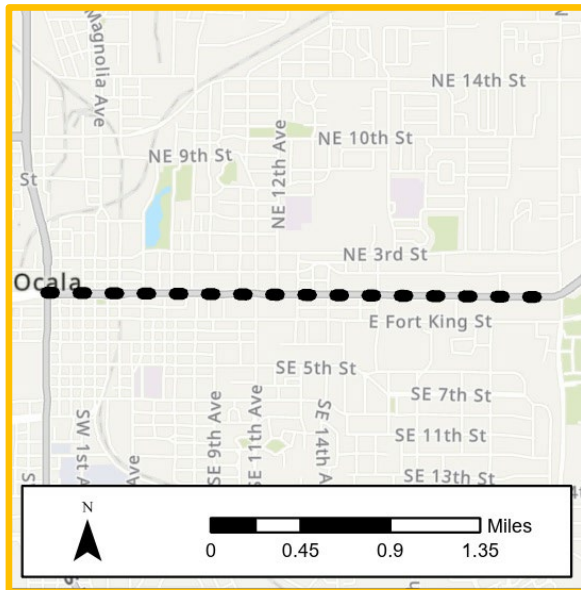 Magnolia Ave
NE 14th St
NE 10th St
NE 9th St
NE 12th Ave
St
NE 3rd St
Ocala
E Fort King St
SE 5th St
SE 7th St
SW 1st A
SE 9th Ave
SE 11th Ave
SE 14th A
SE 11th St
SE 13th St
Ave
N
Miles
0
0.45
0.9
1.35